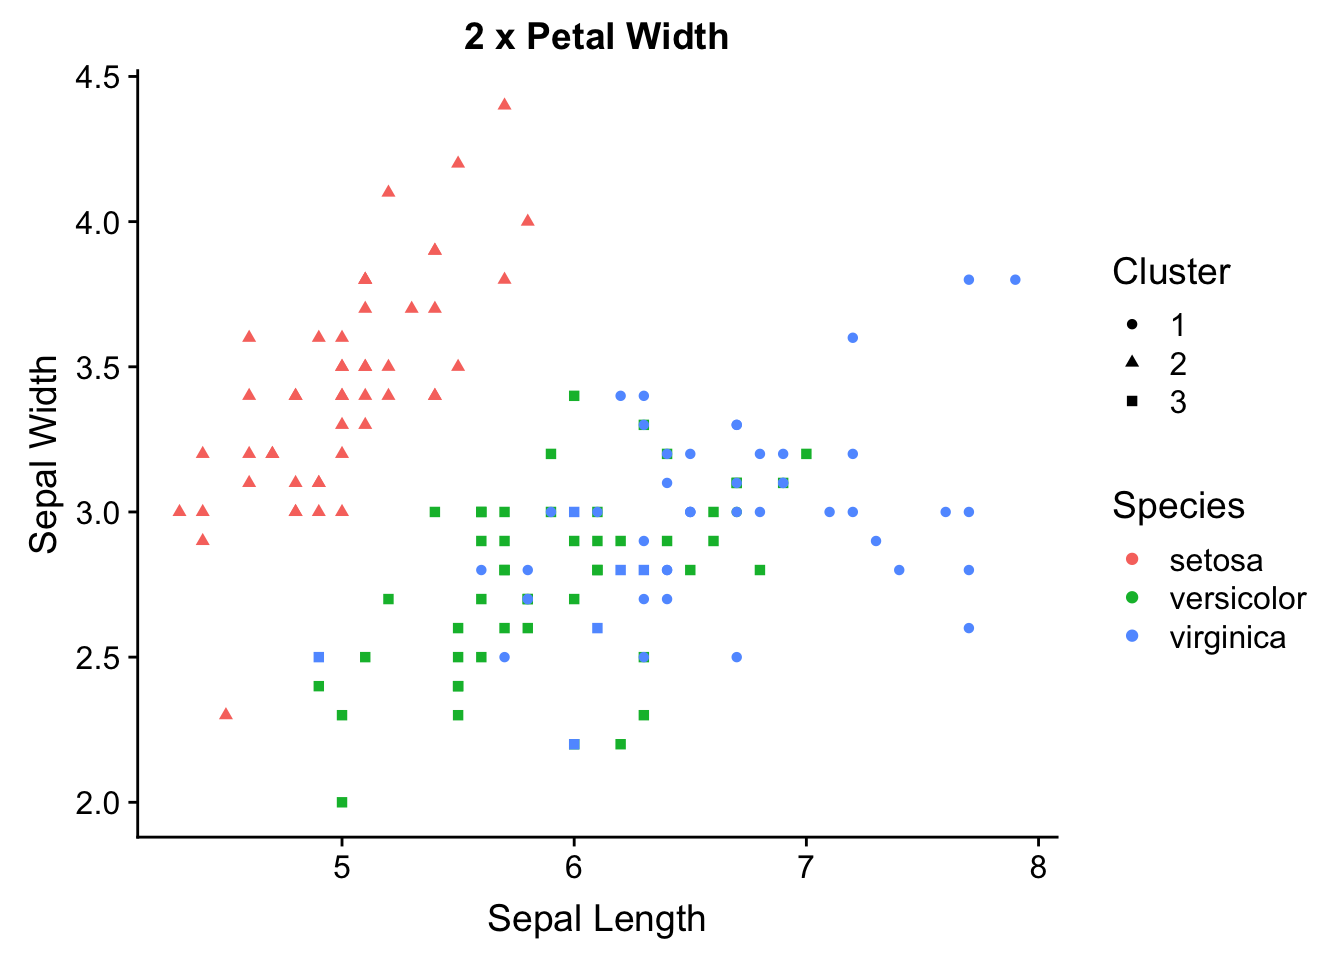 2 x Petal Width
4.5
4.0
3.5
3.0
2.5
2.0
Sepal Width
5 6 7 8
Sepal Length
Cluster
1
2
3
Species
setosa
versicolor
virginica